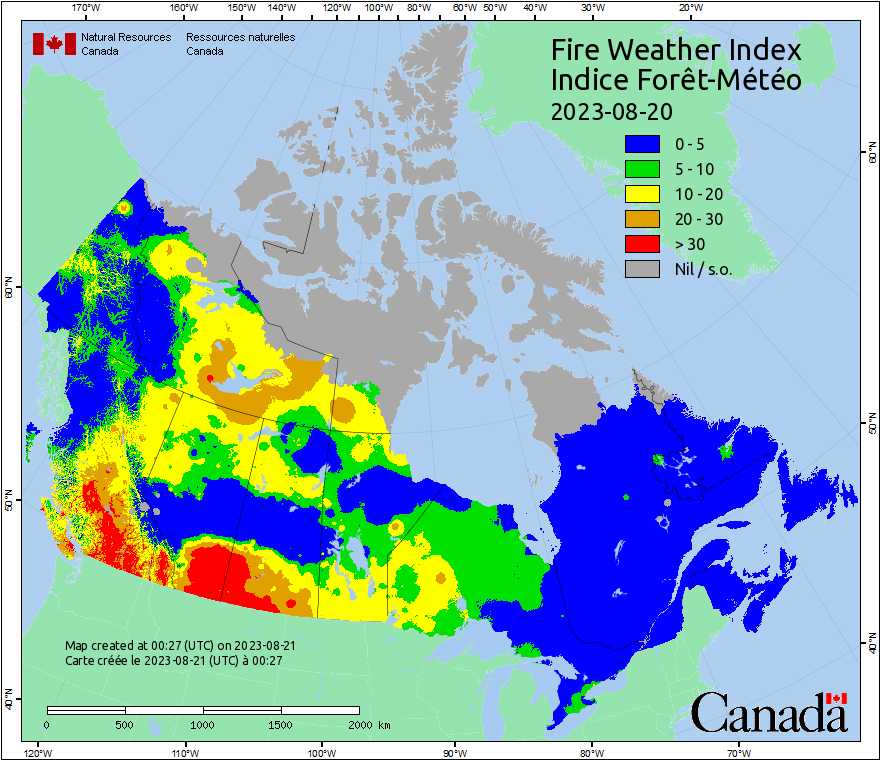 170°W 160°W 150°W 140°W 130°W 120°W 110°W 100°W 90°W 80°W 70°W 60°W 50°W 40°W 30°W 20°W
Natural Resources Canada
Ressources naturelles Canada
Fire Weather Index
Indice Forêt-Météo
2023-08-20
0 - 5
5 - 10
10 - 20
20 - 30
> 30
Nil / s.o.
60°N
60°N
50°N
50°N
40°N
40°N
Map created at 00:27 (UTC) on 2023-08-21
Carte créée le 2023-08-21 (UTC) à 00:27
0 500 1000 1500 2000 km
Canada
120°W 110°W 100°W 90°W 80°W 70°W